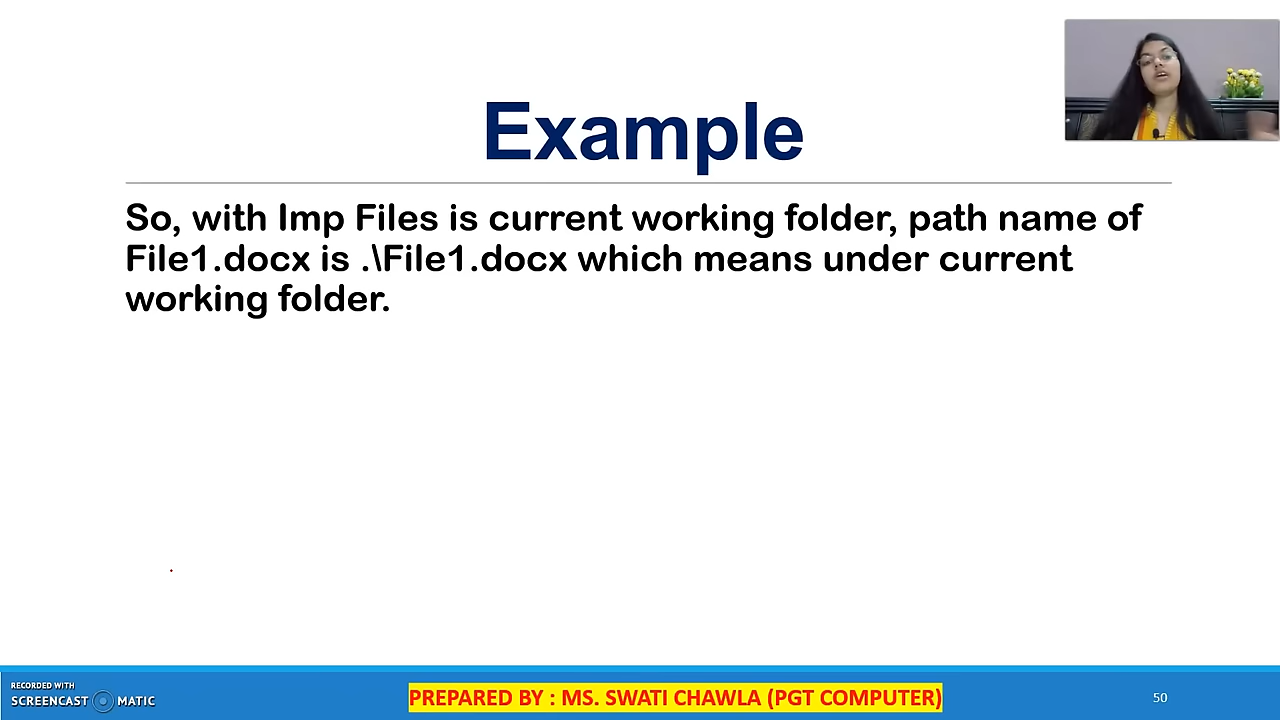 Example
So, with Imp Files is current working folder, path name of
File1.docx is .\File1.docx which means under current
working folder.
RECORDED WITH
SCREENCAST MATIC
PREPARED BY : MS. SWATI CHAWLA (PGT COMPUTER)
50